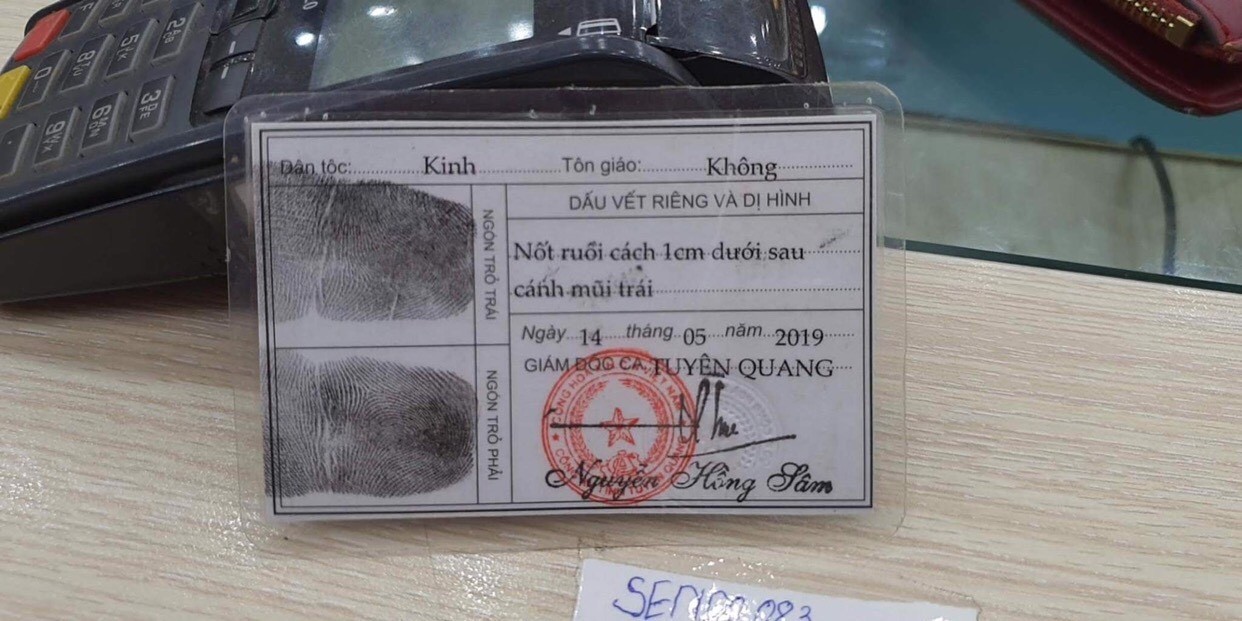 Dân tộc: Kinh Tôn giáo: Không
NGÓN TRỎ TRÁI
NGÓN TRỎ PHẢI
DẤU VẾT RIÊNG VÀ DỊ HÌNH
Nốt ruồi cách 1cm dưới sau
cánh mũi trái
Ngày 14 tháng 05 năm 2019
GIÁM ĐỐC CA TUYÊN QUANG
Nguyễn Hồng Sâm